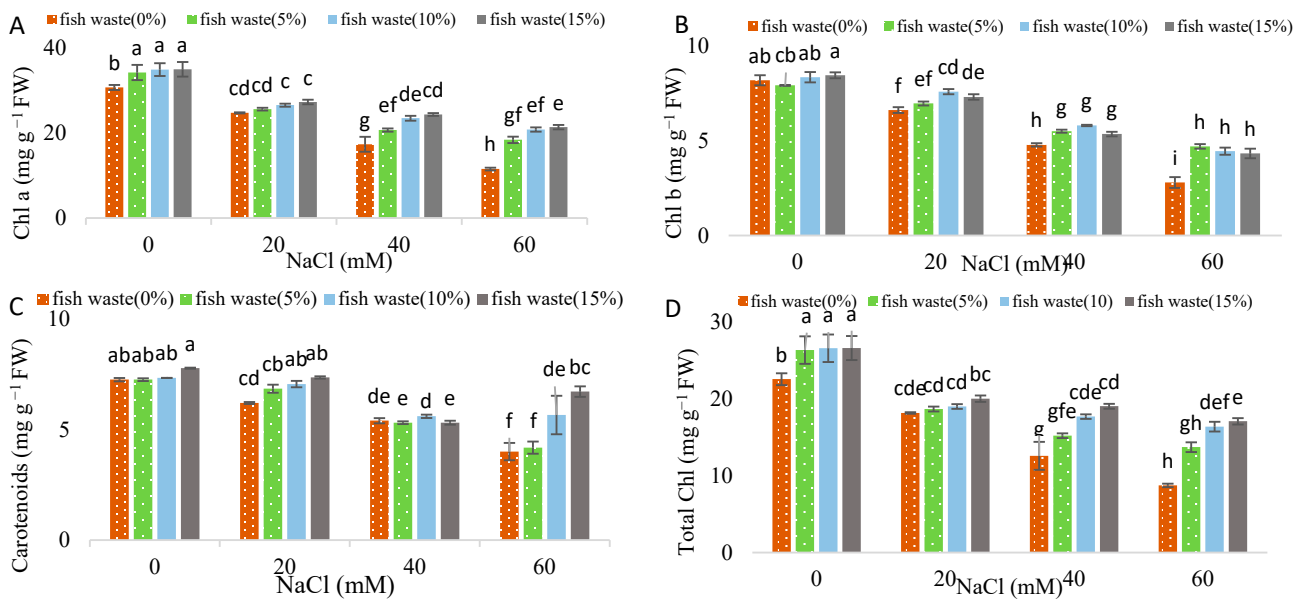 A
fish waste(0%) fish waste(5%) fish waste(10%) fish waste(15%)
40
20
0
Chl a (mg g⁻¹ FW)
b a a a
cd cd c c
g ef de cd
h gf ef e
0 20 40 60
NaCl (mM)
B
fish waste(0%) fish waste(5%) fish waste(10%) fish waste(15%)
10
5
0
Chl b (mg g⁻¹ FW)
ab cb ab a
f ef cd de
h g g g
i h h h
0 20 40 60
NaCl (mM)
C
fish waste(0%) fish waste(5%) fish waste(10%) fish waste(15%)
10
5
0
Carotenoids (mg g⁻¹ FW)
ab ab ab a
cd cb ab ab
de e d e
f f de bc
0 20 40 60
NaCl (mM)
D
fish waste(0%) fish waste(5%) fish waste(10) fish waste(15%)
30
20
10
0
Total Chl (mg g⁻¹ FW)
b a a a
cde cd cd bc
g gfe cde cd
h gh def e
0 20 40 60
NaCl (mM)